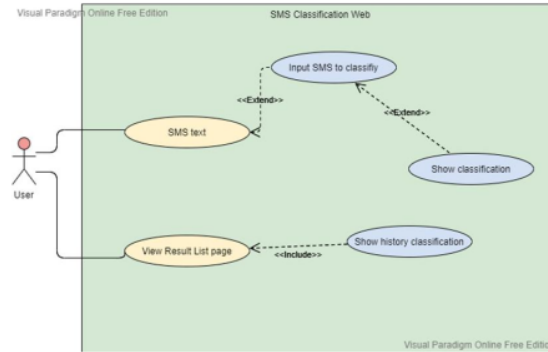 Visual Paradigm Online Free Edition
SMS Classification Web
Input SMS to classifiy
<<Extend>>
<<Extend>>
SMS text
Show classification
User
Show history classification
View Result List page
<<Include>>
Visual Paradigm Online Free Edition